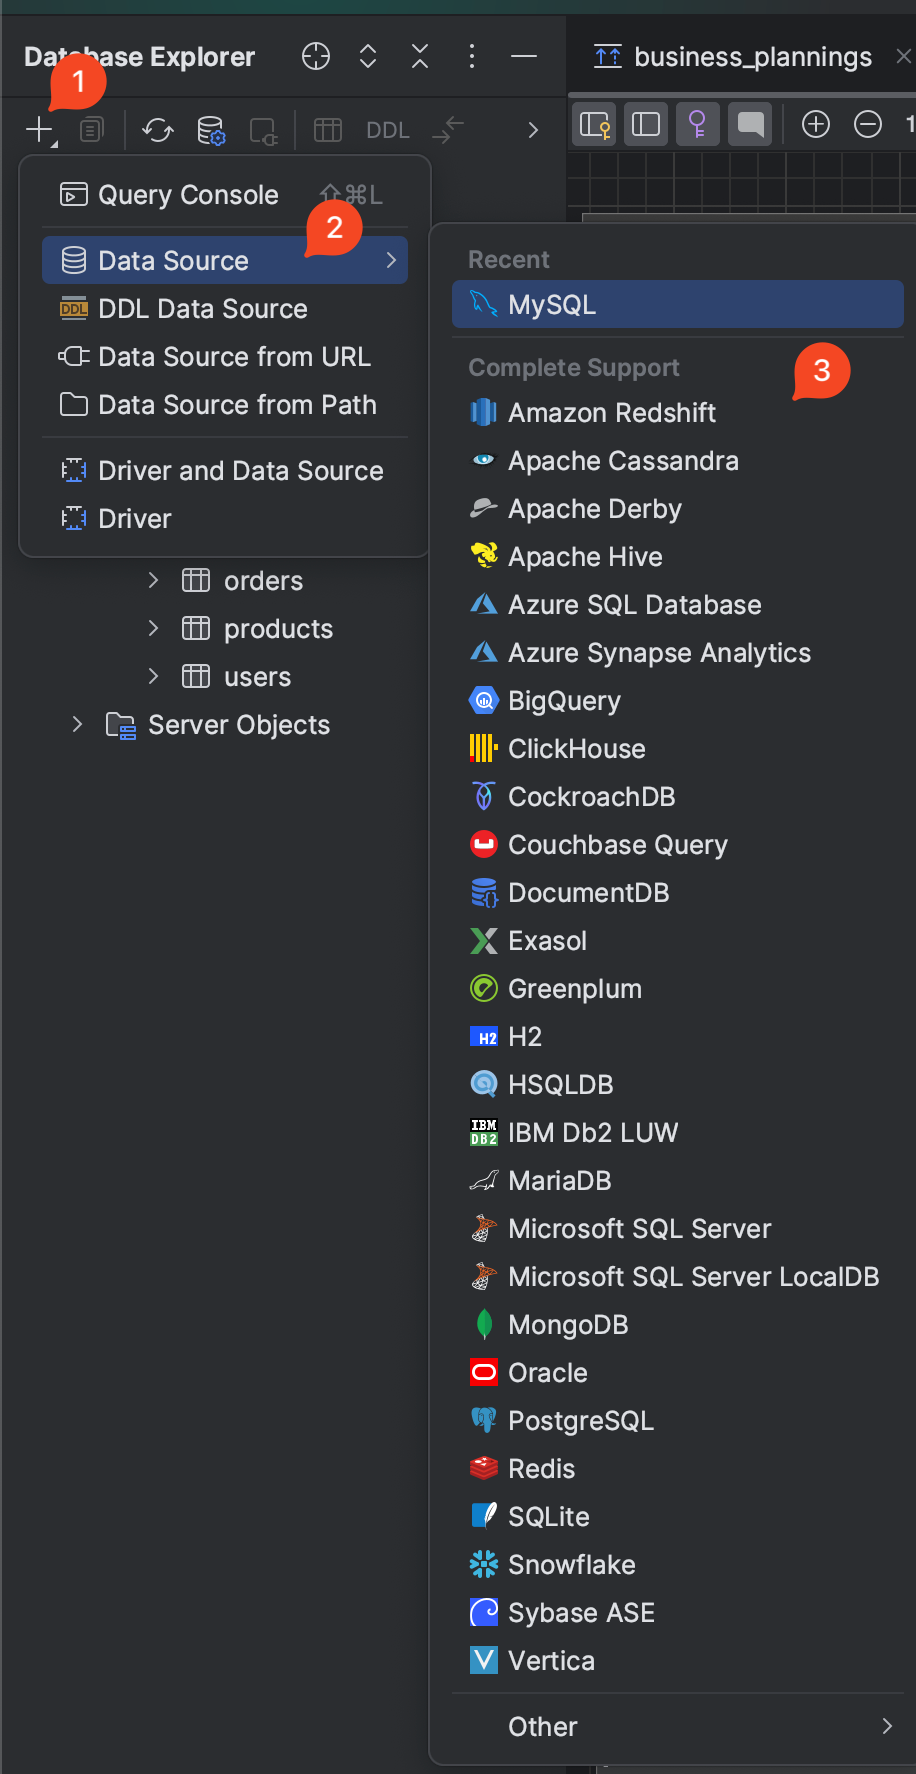 Database Explorer
business_plannings
1
DDL
1
Query Console ⇧⌘L
2
Data Source
DDL Data Source
Data Source from URL
Data Source from Path
Driver and Data Source
Driver
orders
products
users
Server Objects
Recent
MySQL
Complete Support
3
Amazon Redshift
Apache Cassandra
Apache Derby
Apache Hive
Azure SQL Database
Azure Synapse Analytics
BigQuery
ClickHouse
CockroachDB
Couchbase Query
DocumentDB
Exasol
Greenplum
H2
HSQLDB
IBM Db2 LUW
MariaDB
Microsoft SQL Server
Microsoft SQL Server LocalDB
MongoDB
Oracle
PostgreSQL
Redis
SQLite
Snowflake
Sybase ASE
Vertica
Other